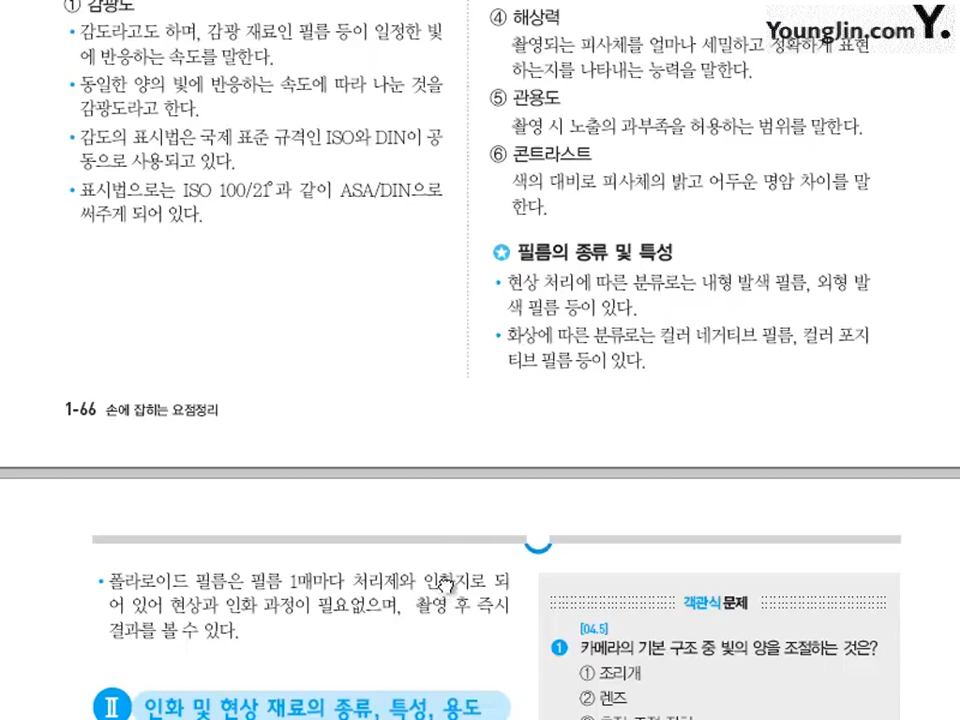 ① 감광도
• 감도라고도 하며, 감광 재료인 필름 등이 일정한 빛
에 반응하는 속도를 말한다.
• 동일한 양의 빛에 반응하는 속도에 따라 나눈 것을
감광도라고 한다.
• 감도의 표시법은 국제 표준 규격인 ISO와 DIN이 공
동으로 사용되고 있다.
• 표시법으로는 ISO 100/21°과 같이 ASA/DIN으로
써주게 되어 있다.
YoungJin.com Y.
④ 해상력
촬영되는 피사체를 얼마나 세밀하고 정확하게 표현
하는지를 나타내는 능력을 말한다.
⑤ 관용도
촬영 시 노출의 과부족을 허용하는 범위를 말한다.
⑥ 콘트라스트
색의 대비로 피사체의 밝고 어두운 명암 차이를 말
한다.
필름의 종류 및 특성
• 현상 처리에 따른 분류로는 내형 발색 필름, 외형 발
색 필름 등이 있다.
• 화상에 따른 분류로는 컬러 네거티브 필름, 컬러 포지
티브 필름 등이 있다.
1-66 손에 잡히는 요점정리
• 폴라로이드 필름은 필름 1매마다 처리제와 인화지로 되
어 있어 현상과 인화 과정이 필요없으며, 촬영 후 즉시
결과를 볼 수 있다.
Ⅱ 인화 및 현상 재료의 종류, 특성, 용도
객관식 문제
[04.5]
1 카메라의 기본 구조 중 빛의 양을 조절하는 것은?
① 조리개
② 렌즈